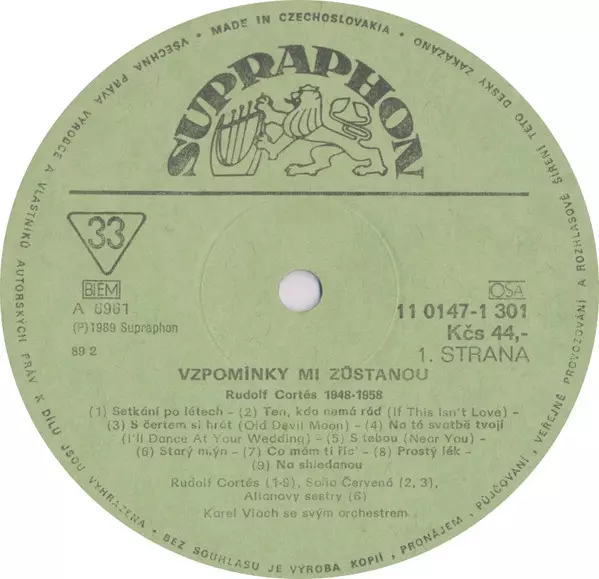 • MADE IN CZECHOSLOVAKIA •
VŠECHNA PRÁVA VÝROBCE A VLASTNÍKŮ AUTORSKÝCH PRÁV K DÍLU JSOU VYHRAZENA • BEZ SOUHLASU JE VÝROBA KOPIÍ, PRONÁJEM, PŮJČOVÁNÍ, VEŘEJNÉ PROVOZOVÁNÍ A ROZHLASOVÉ ŠÍŘENÍ TÉTO DESKY ZAKÁZÁNO
SUPRAPHON
33
BIEM
A 6961
(P)1989 Supraphon
89 2
OSA
11 0147-1 301
Kčs 44,-
1. STRANA
VZPOMÍNKY MI ZŮSTANOU
Rudolf Cortés 1948-1958
(1) Setkání po létech - (2) Ten, kdo nemá rád (If This Isn't Love) -
(3) S čertem si hrát (Old Devil Moon) - (4) Na tó svatbě tvojí
(I'll Dance At Your Wedding) - (5) S tebou (Near You) -
(6) Starý mlýn - (7) Co mám ti říc' - (8) Prostý lék -
(9) Na shledanou
Rudolf Cortés (1-9), Soňa Červená (2, 3),
Allanovy sestry (6)
Karel Vlach se svým orchestrem